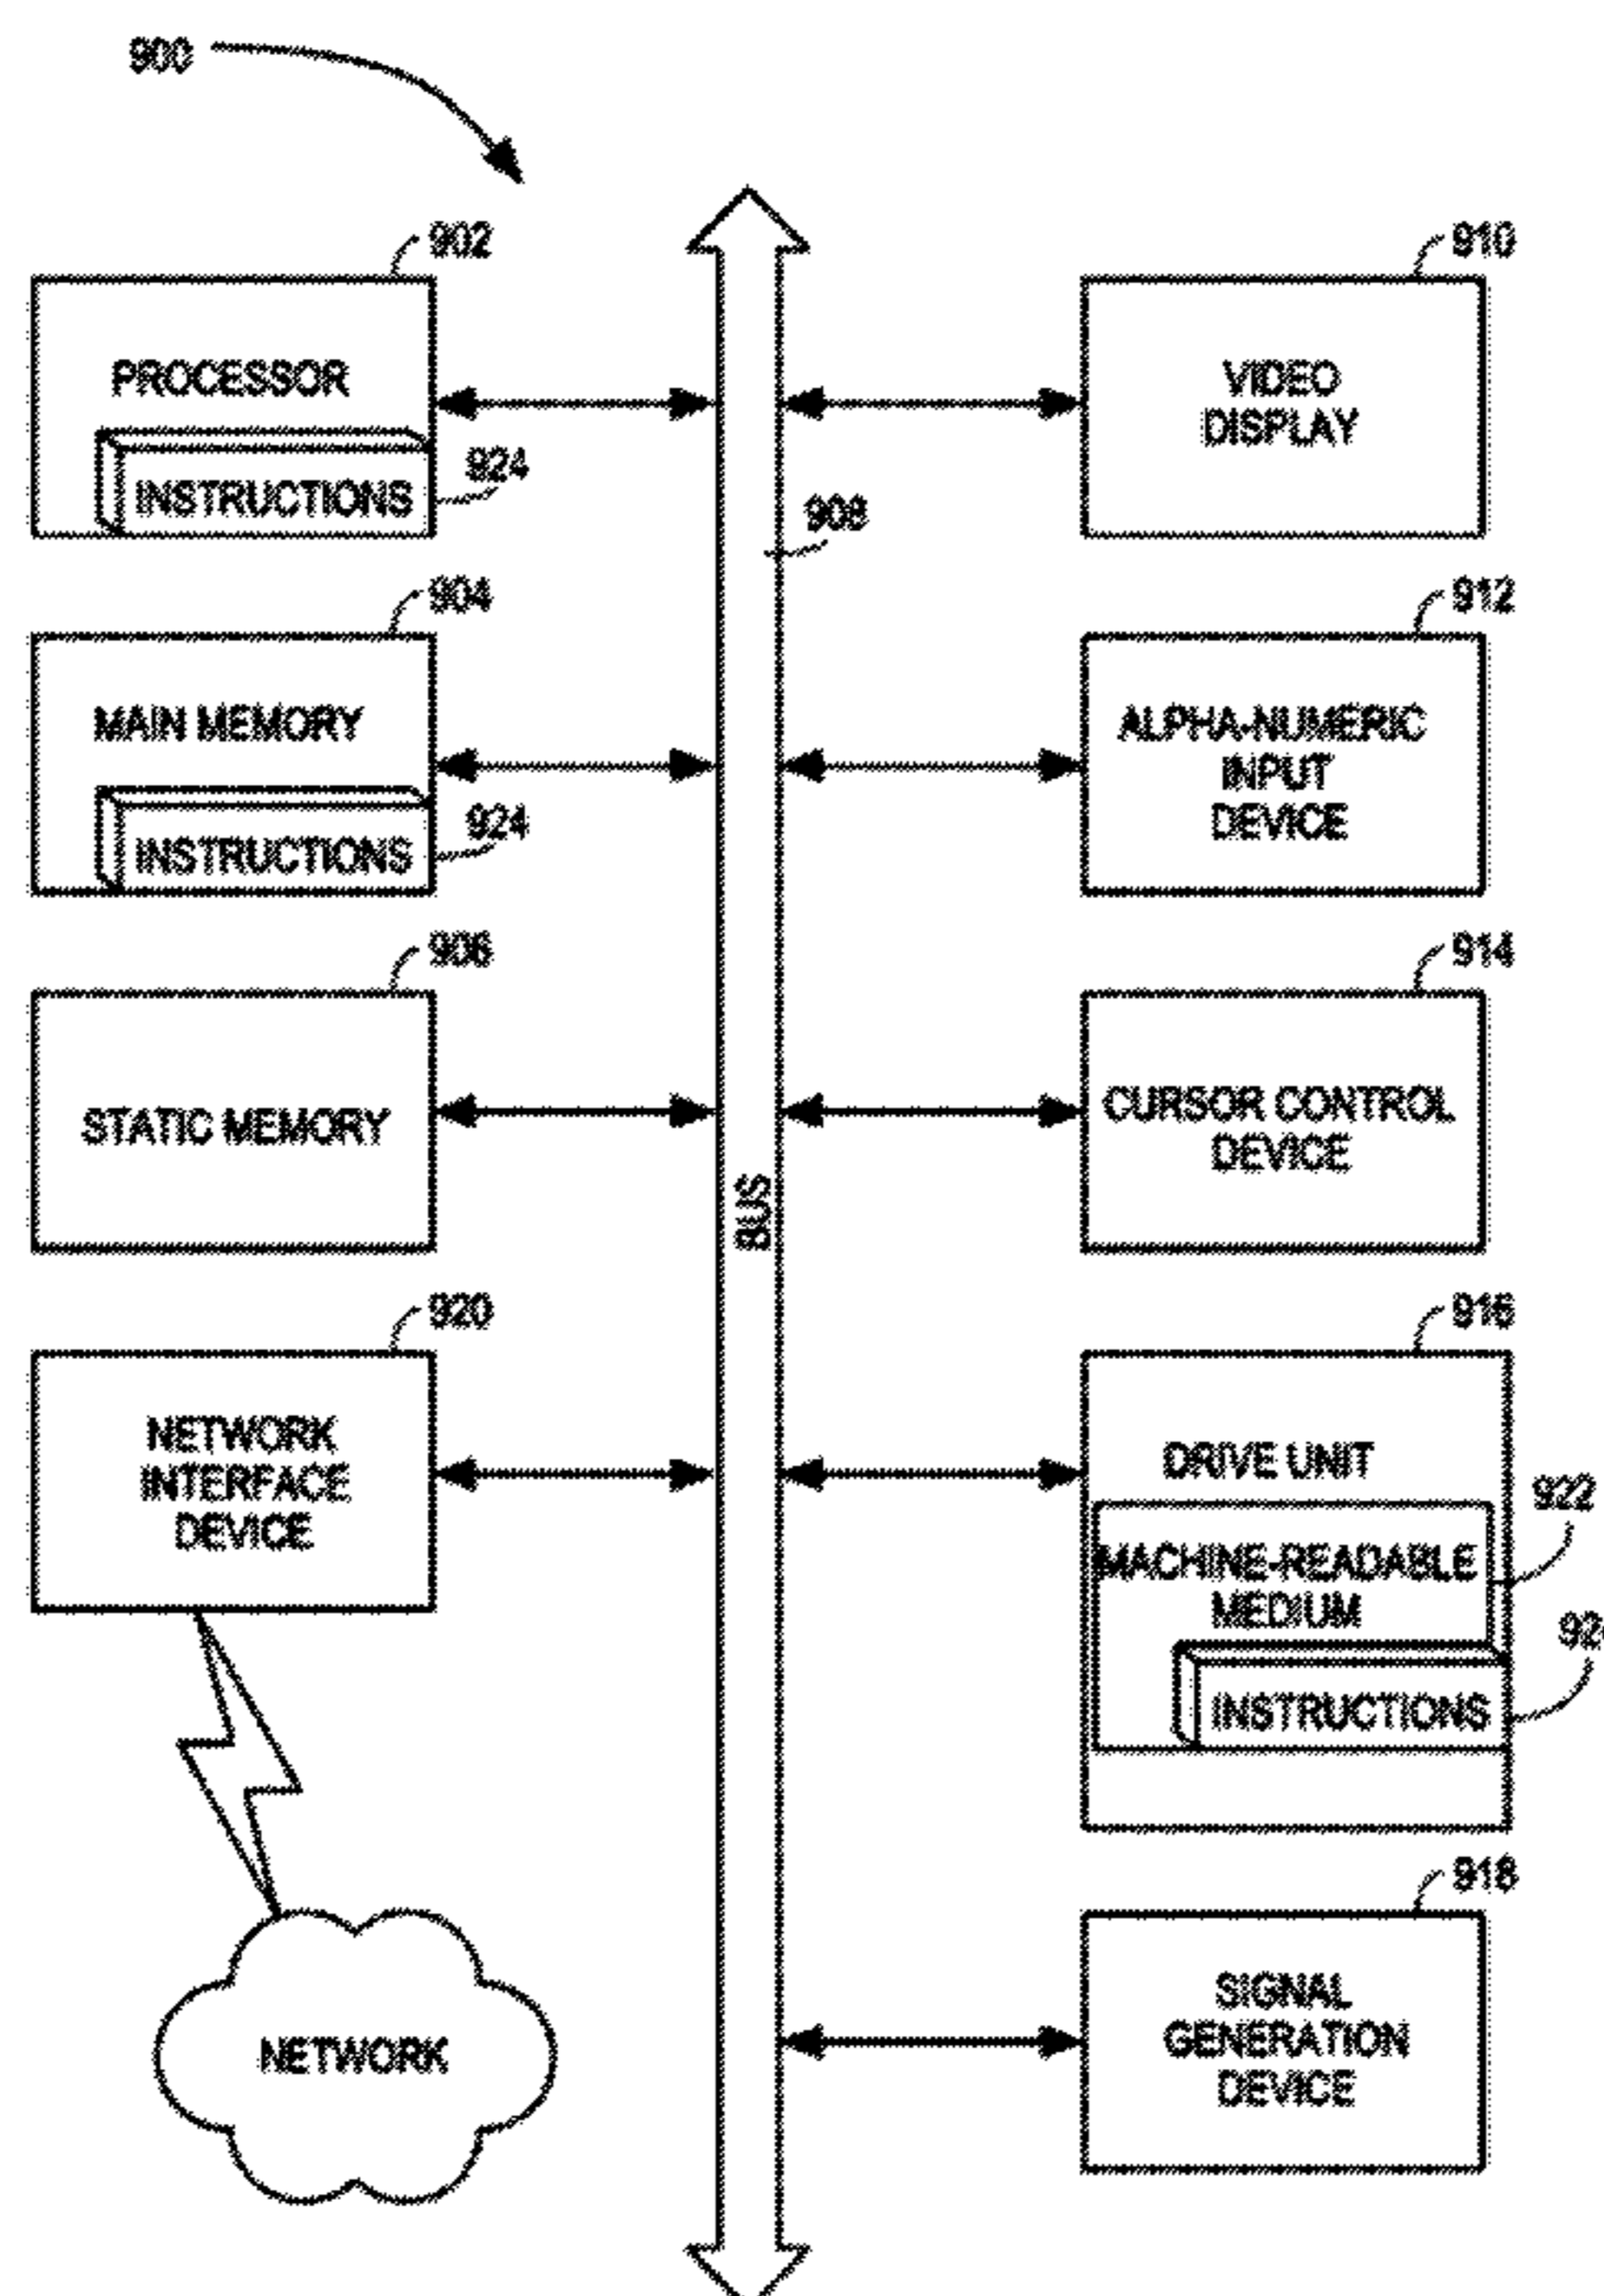 900
902
PROCESSOR
INSTRUCTIONS
924
904
MAIN MEMORY
INSTRUCTIONS
924
906
STATIC MEMORY
920
NETWORK
INTERFACE
DEVICE
NETWORK
908
BUS
910
VIDEO
DISPLAY
912
ALPHA-NUMERIC
INPUT
DEVICE
914
CURSOR CONTROL
DEVICE
916
DRIVE UNIT
922
MACHINE-READABLE
MEDIUM
INSTRUCTIONS
918
SIGNAL
GENERATION
DEVICE